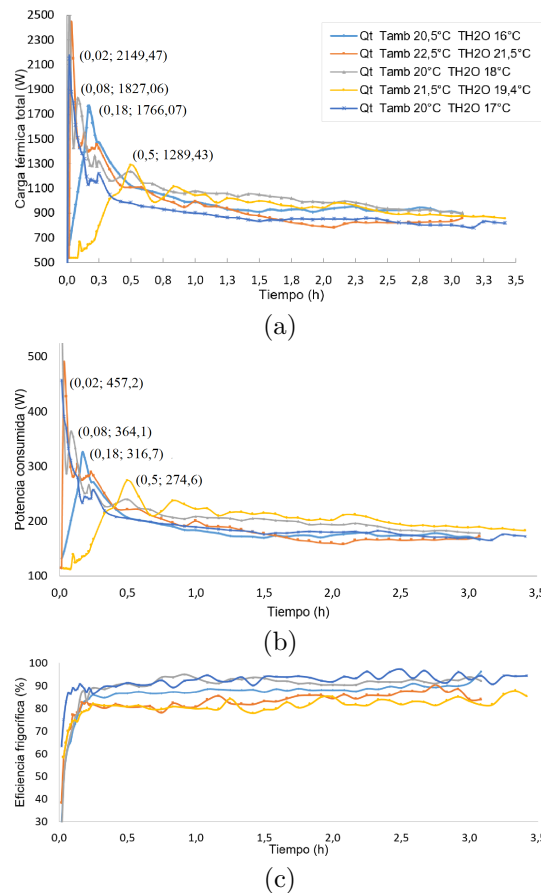 2500
2300
2100
1900
1700
1500
1300
1100
900
700
500
Carga térmica total (W)
(0,02; 2149,47)
(0,08; 1827,06)
(0,18; 1766,07)
(0,5; 1289,43)
Qt Tamb 20,5°C TH2O 16°C
Qt Tamb 22,5°C TH2O 21,5°C
Qt Tamb 20°C TH2O 18°C
Qt Tamb 21,5°C TH2O 19,4°C
Qt Tamb 20°C TH2O 17°C
0,0 0,3 0,5 0,8 1,0 1,3 1,5 1,8 2,0 2,3 2,5 2,8 3,0 3,3 3,5
Tiempo (h)
(a)
500
400
300
200
100
Potencia consumida (W)
(0,02; 457,2)
(0,08; 364,1)
(0,18; 316,7)
(0,5; 274,6)
0,0 0,5 1,0 1,5 2,0 2,5 3,0 3,5
Tiempo (h)
(b)
100
90
80
70
60
50
40
30
Eficiencia frigorífica (%)
0,0 0,5 1,0 1,5 2,0 2,5 3,0 3,5
Tiempo (h)
(c)